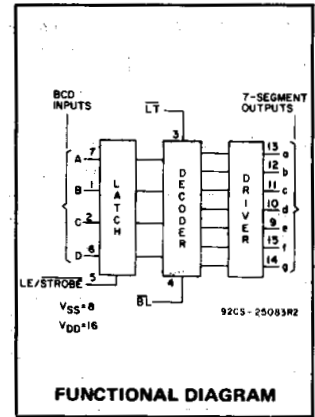 BCD
INPUTS
7-SEGMENT
OUTPUTS
LT
3
A 7
B 1
C 2
D 6
5
LE/STROBE
LATCH
DECODER
DRIVER
4
BL
13 a
12 b
11 c
10 d
9 e
15 f
14 g
VSS=8
VDD=16
92CS-25083R2
FUNCTIONAL DIAGRAM